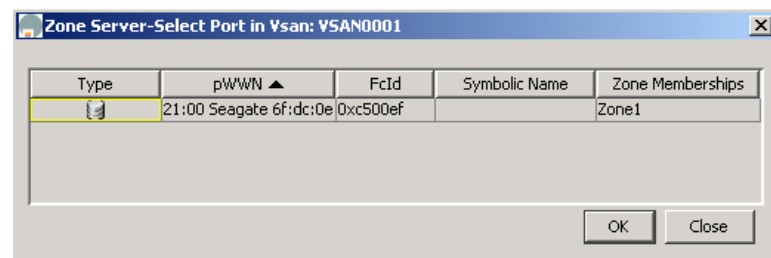 Zone Server-Select Port in Vsan: VSAN0001
Type pWWN FcId Symbolic Name Zone Memberships
21:00 Seagate 6f:dc:0e 0xc500ef Zone1
OK Close